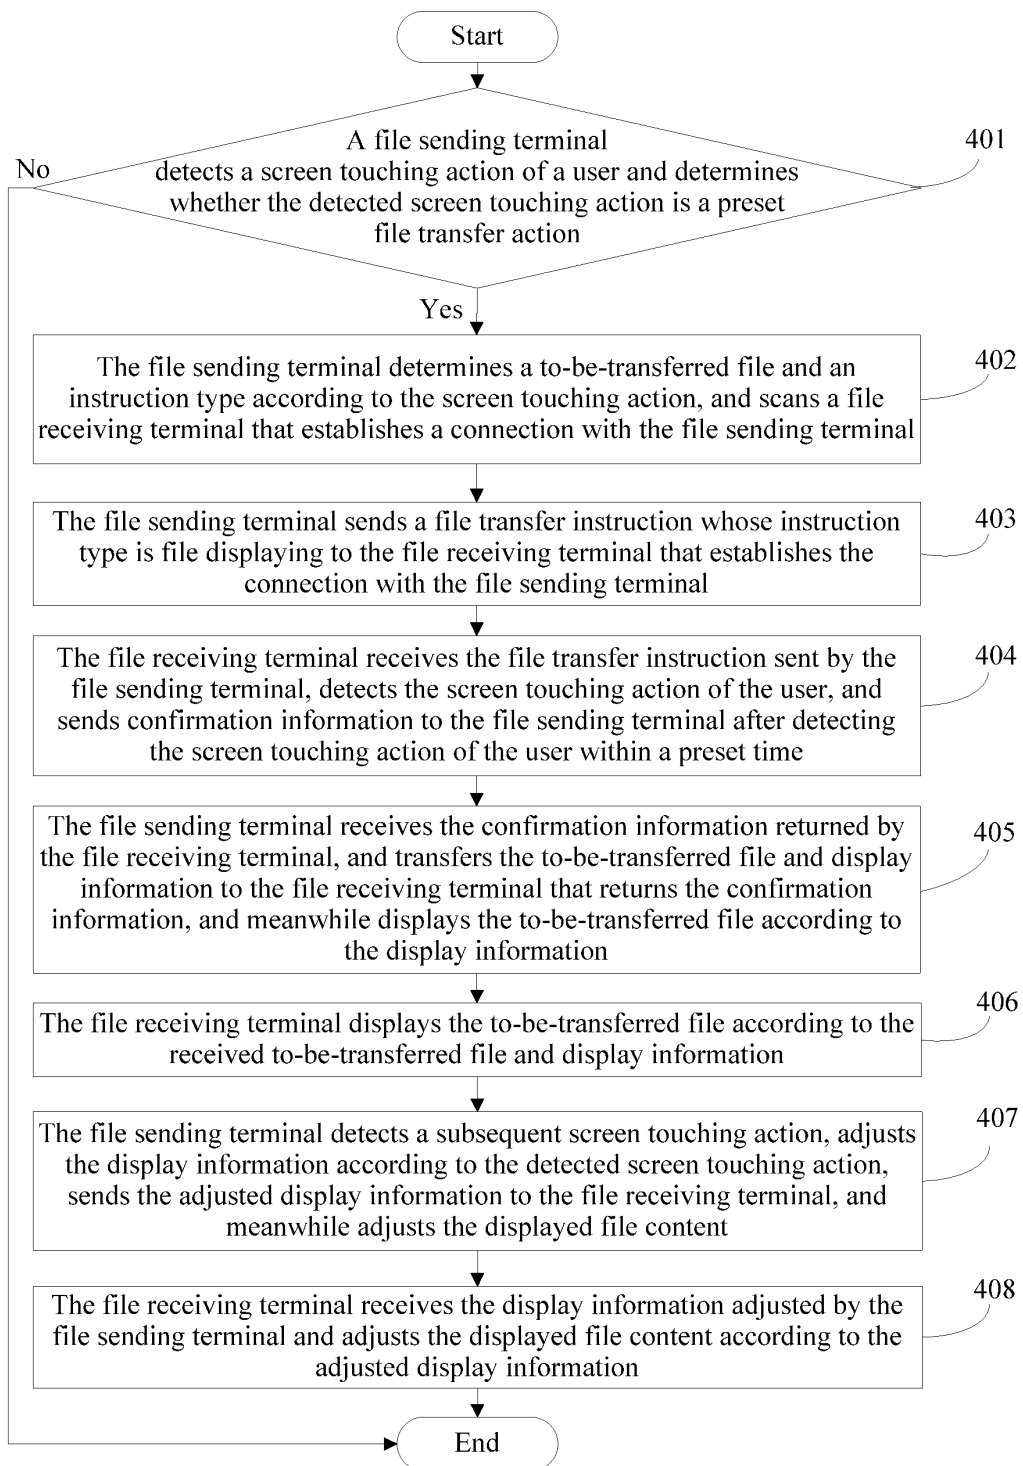 Start
A file sending terminal
detects a screen touching action of a user and determines
whether the detected screen touching action is a preset
file transfer action
401
No
Yes
The file sending terminal determines a to-be-transferred file and an
instruction type according to the screen touching action, and scans a file
receiving terminal that establishes a connection with the file sending terminal
402
The file sending terminal sends a file transfer instruction whose instruction
type is file displaying to the file receiving terminal that establishes the
connection with the file sending terminal
403
The file receiving terminal receives the file transfer instruction sent by the
file sending terminal, detects the screen touching action of the user, and
sends confirmation information to the file sending terminal after detecting
the screen touching action of the user within a preset time
404
The file sending terminal receives the confirmation information returned by
the file receiving terminal, and transfers the to-be-transferred file and display
information to the file receiving terminal that returns the confirmation
information, and meanwhile displays the to-be-transferred file according to
the display information
405
The file receiving terminal displays the to-be-transferred file according to the
received to-be-transferred file and display information
406
The file sending terminal detects a subsequent screen touching action, adjusts
the display information according to the detected screen touching action,
sends the adjusted display information to the file receiving terminal, and
meanwhile adjusts the displayed file content
407
The file receiving terminal receives the display information adjusted by the
file sending terminal and adjusts the displayed file content according to the
adjusted display information
408
End